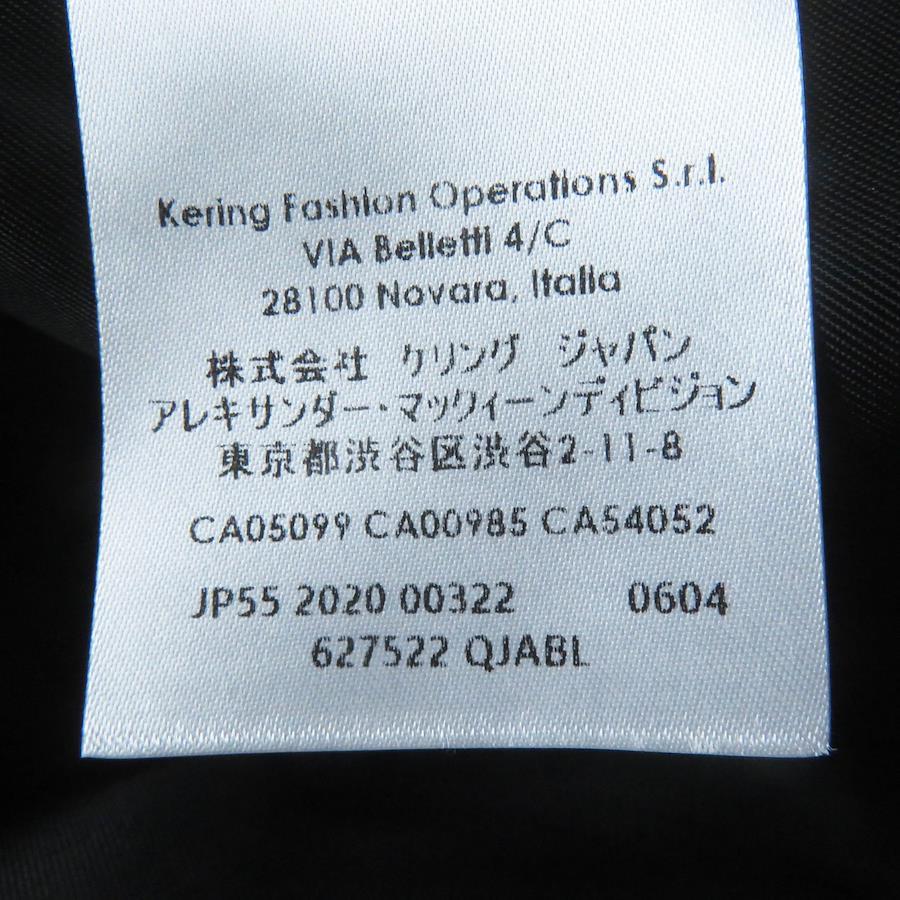 Kering Fashion Operations S.r.l.
VIA Belletti 4/C
28100 Novara, Italia
株式会社 ケリング ジャパン
アレキサンダー・マックィーンディビジョン
東京都渋谷区渋谷2-11-8
CA05099 CA00985 CA54052
JP55 2020 00322 0604
627522 QJABL